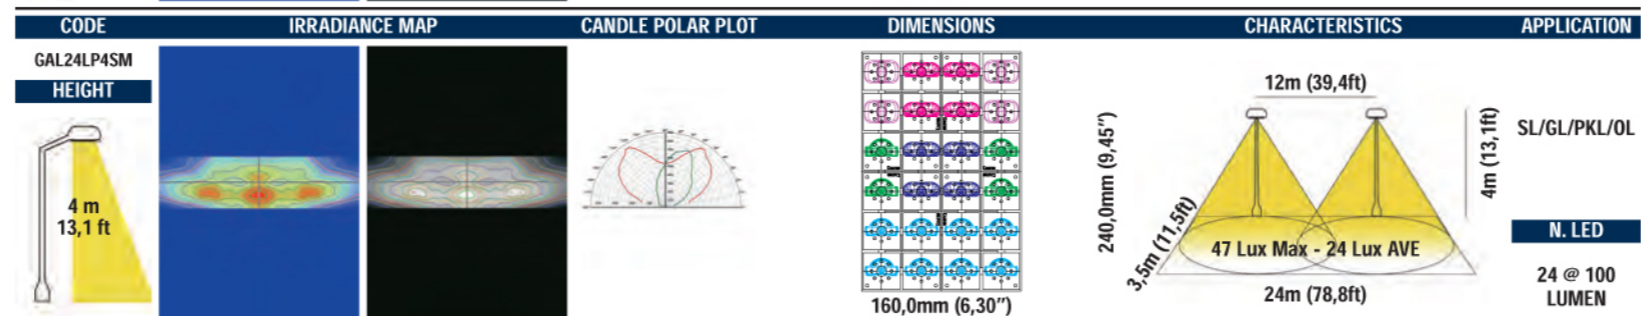 CODE
IRRADIANCE MAP
CANDLE POLAR PLOT
DIMENSIONS
CHARACTERISTICS
APPLICATION
GAL24LP4SM
HEIGHT
4 m
13,1 ft
240,0mm (9,45″)
160,0mm (6,30″)
12m (39,4ft)
4m (13,1ft)
3,5m (11,5ft)
47 Lux Max - 24 Lux AVE
24m (78,8ft)
SL/GL/PKL/OL
N. LED
24 @ 100
LUMEN